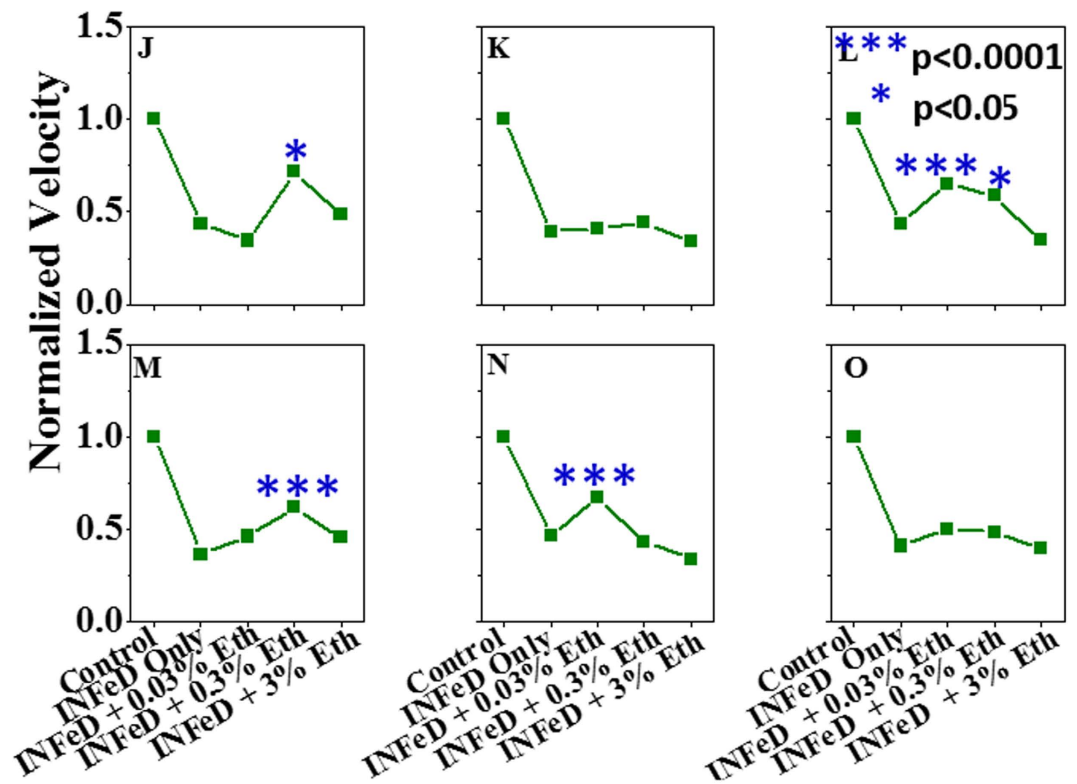 Normalized Velocity
1.5
1.0
0.5
0.0
J
K
L
*** p<0.0001
* p<0.05
*
***
*
1.5
1.0
0.5
0.0
M
N
O
***
***
Control
INFeD Only
INFeD + 0.03% Eth
INFeD + 0.3% Eth
INFeD + 3% Eth
Control
INFeD Only
INFeD + 0.03% Eth
INFeD + 0.3% Eth
INFeD + 3% Eth
Control
INFeD Only
INFeD + 0.03% Eth
INFeD + 0.3% Eth
INFeD + 3% Eth